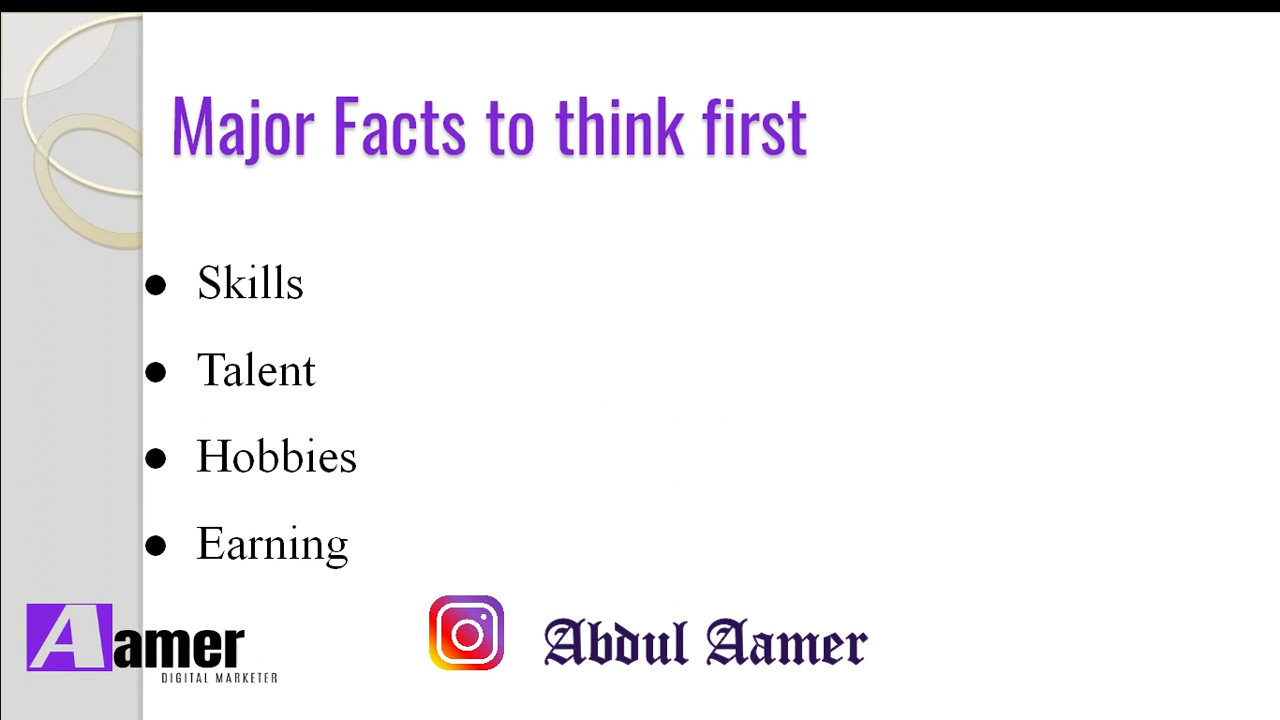 Major Facts to think first
● Skills
● Talent
● Hobbies
● Earning
Aamer
DIGITAL MARKETER
Abdul Aamer